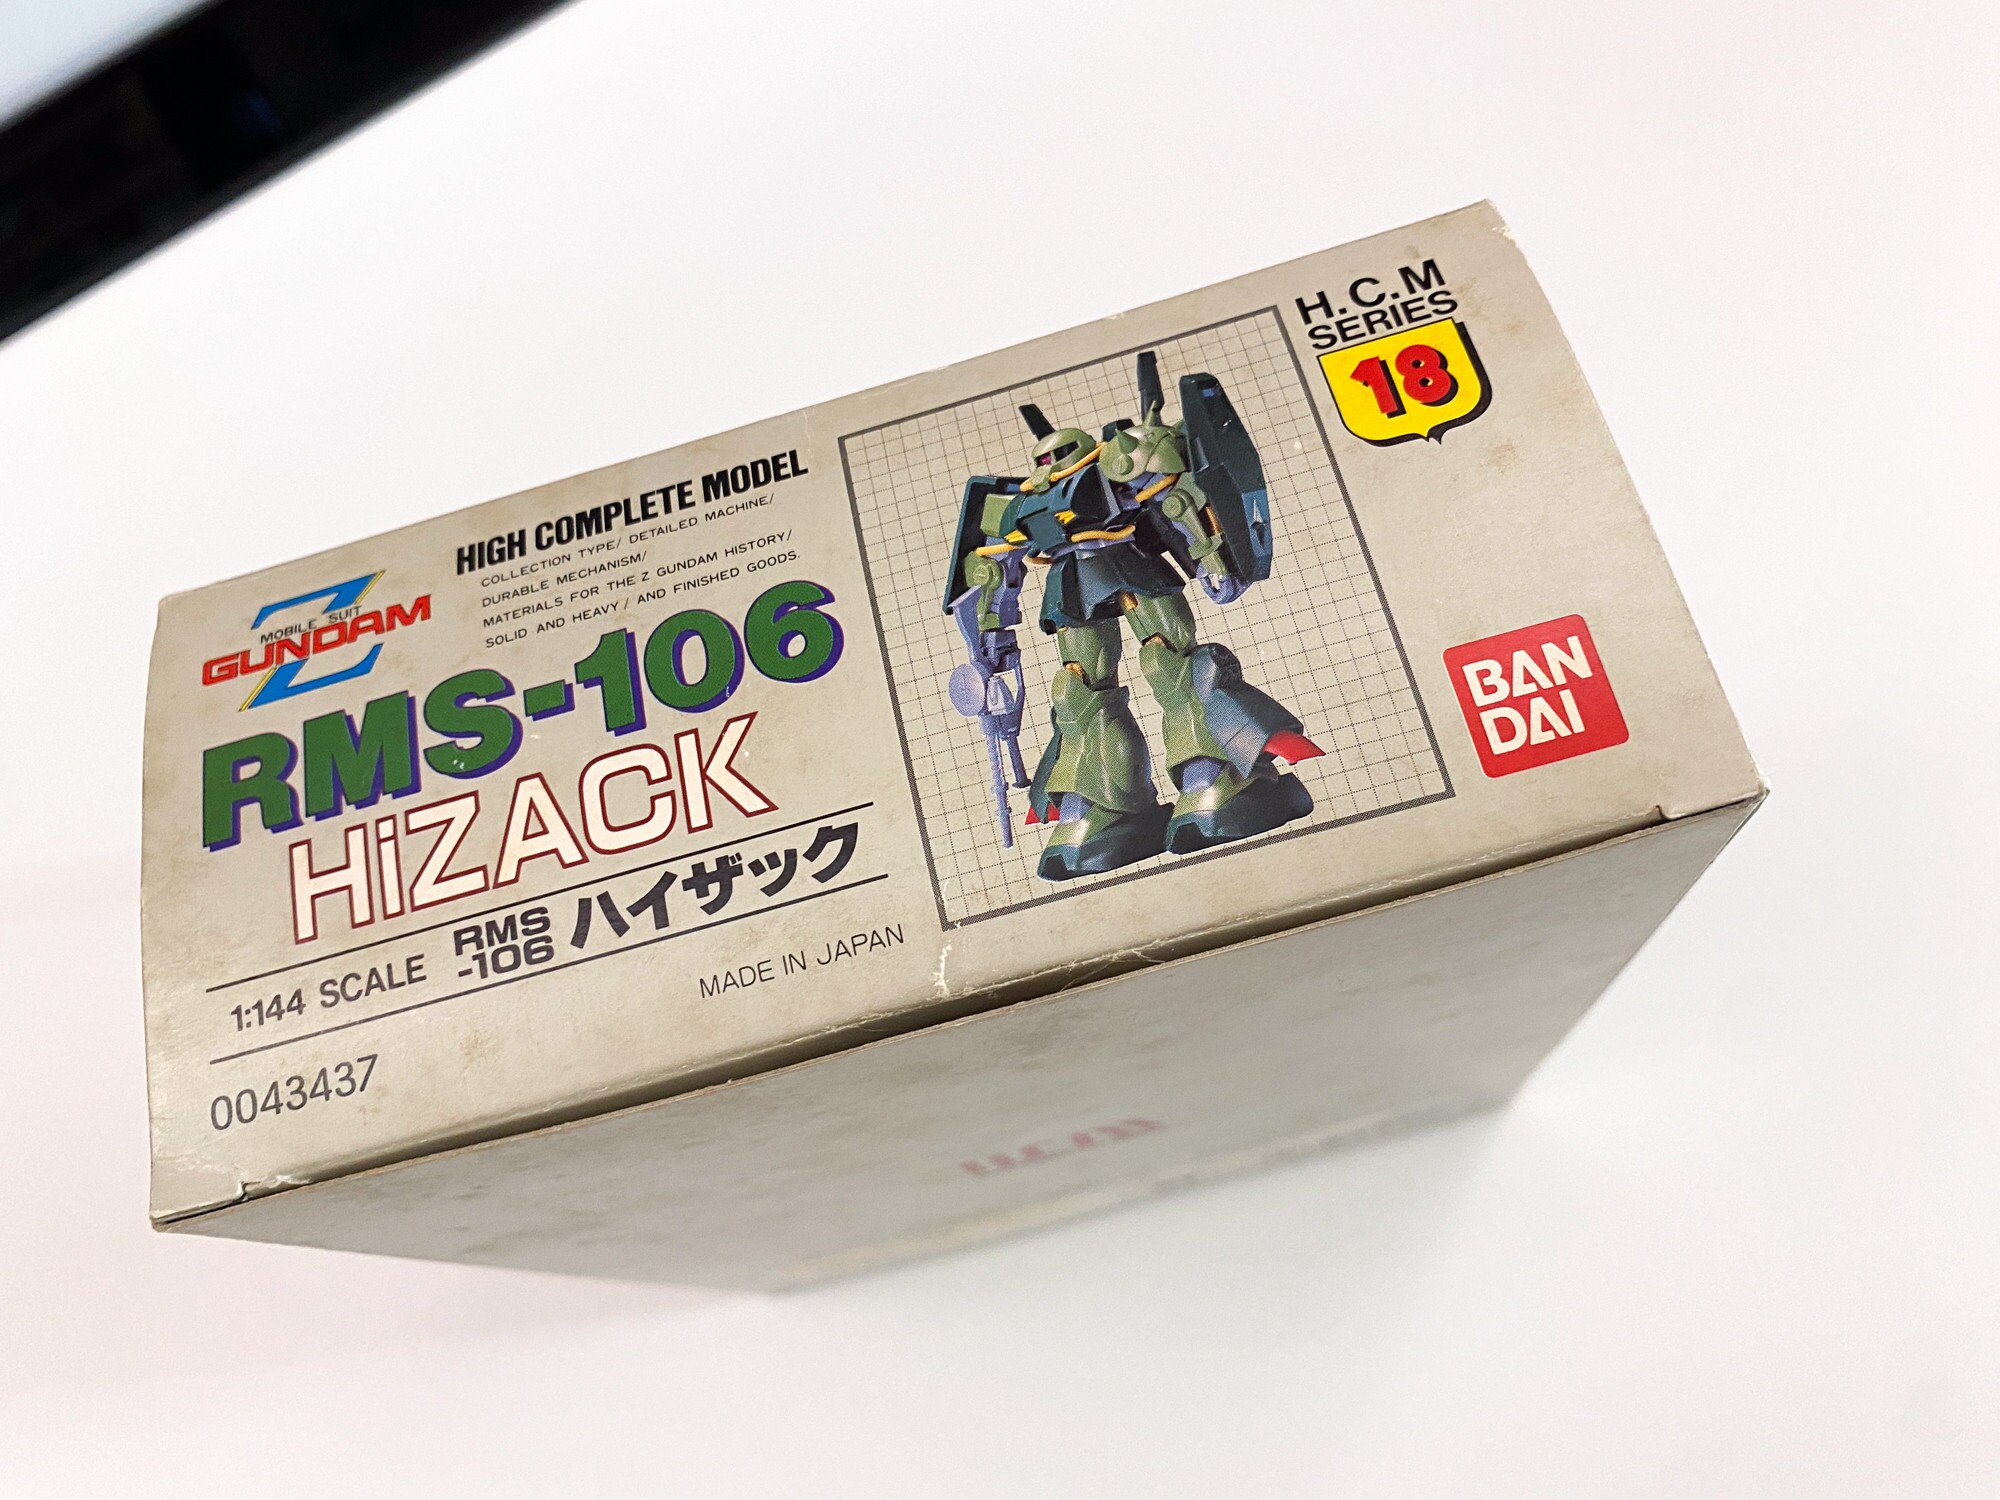 MOBILE SUIT
Z
GUNDAM
HIGH COMPLETE MODEL
COLLECTION TYPE/ DETAILED MACHINE/
DURABLE MECHANISM/
MATERIALS FOR THE Z GUNDAM HISTORY/
SOLID AND HEAVY/ AND FINISHED GOODS.
RMS-106
HiZACK
1:144 SCALE RMS-106 ハイザック
MADE IN JAPAN
0043437
H.C.M
SERIES
18
BAN
DAI